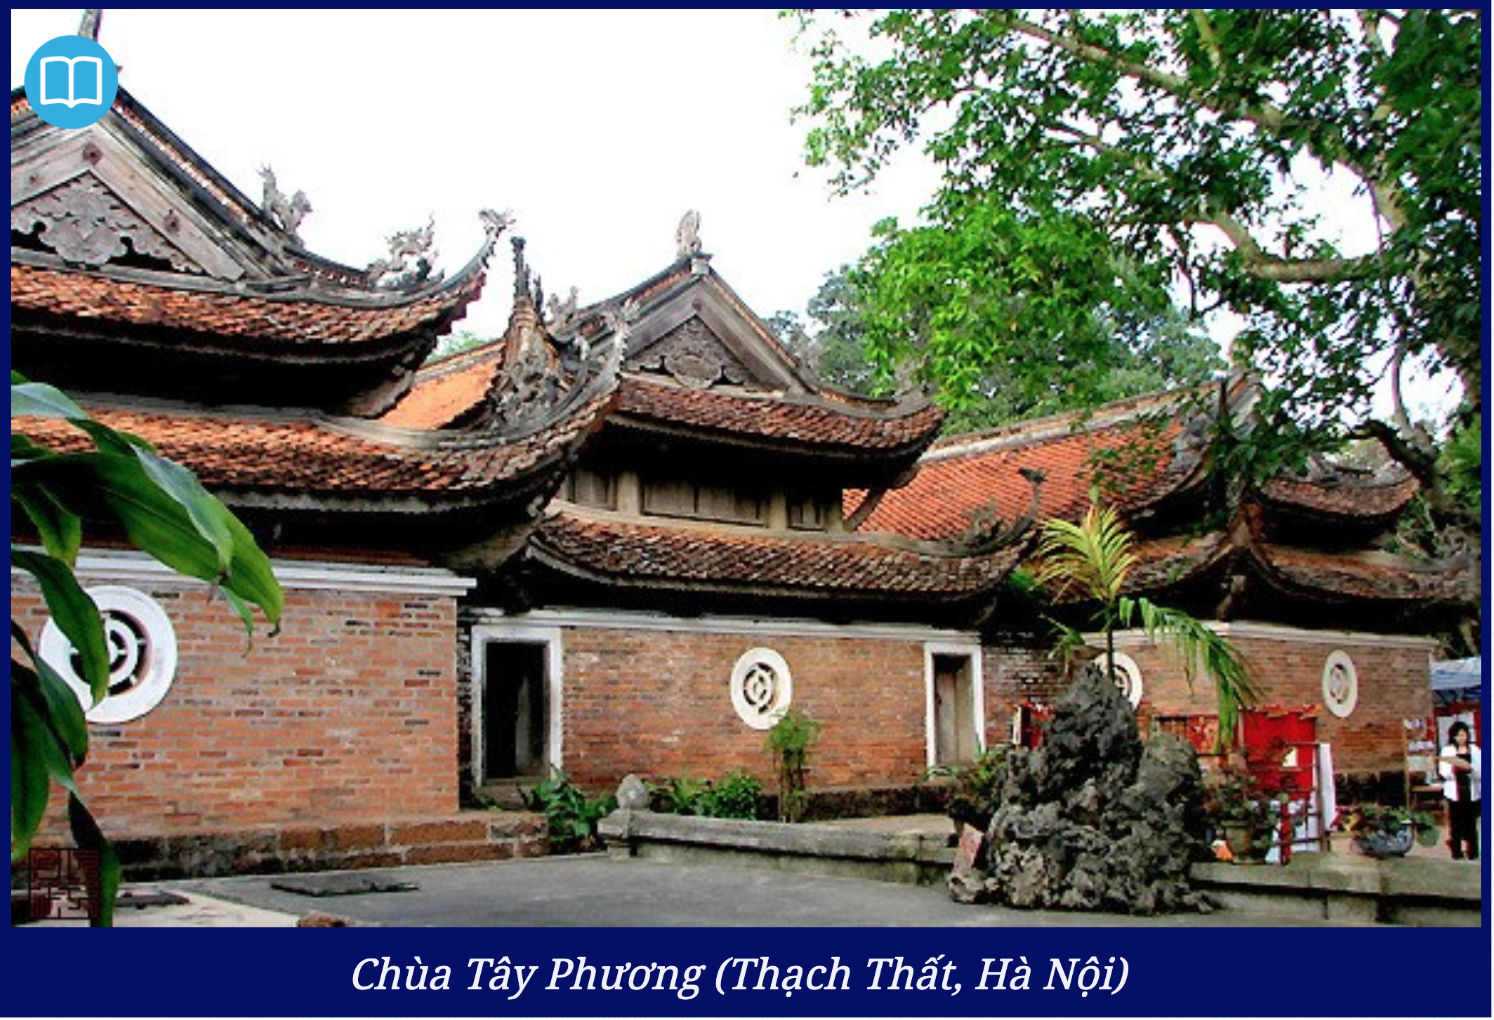 Chùa Tây Phương (Thạch Thất, Hà Nội)